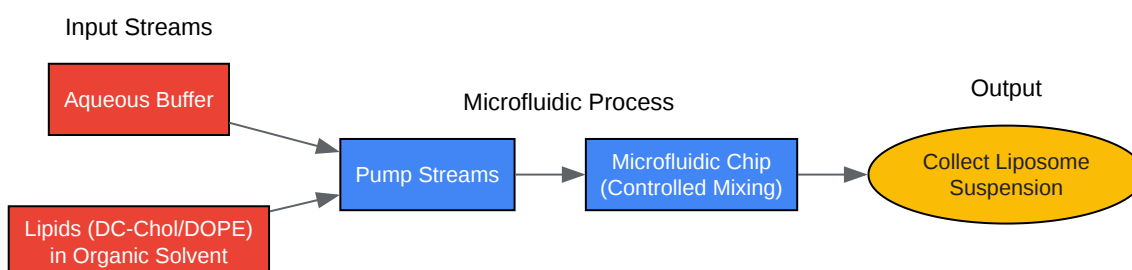 Input Streams
Aqueous Buffer
Lipids (DC-Chol/DOPE)
in Organic Solvent
Microfluidic Process
Pump Streams
Microfluidic Chip
(Controlled Mixing)
Output
Collect Liposome
Suspension